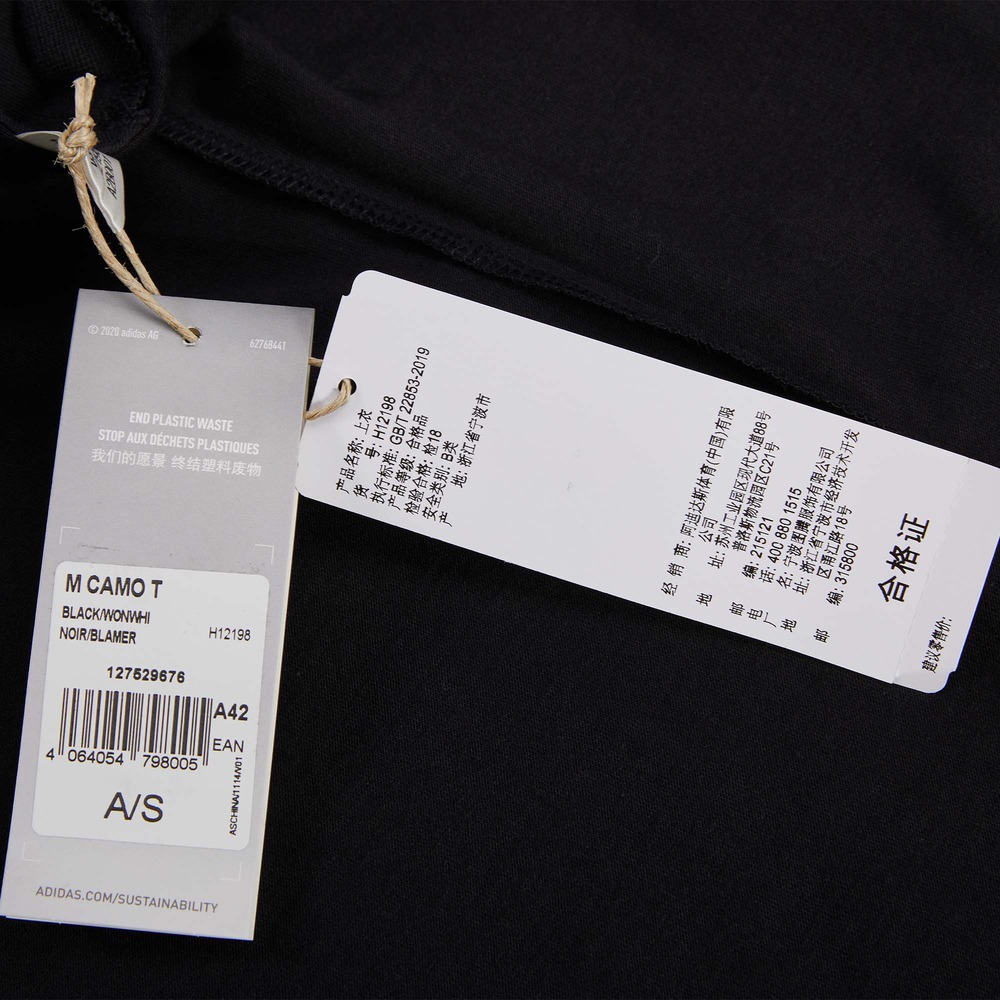 © 2020 adidas AG
62768441
END PLASTIC WASTE
STOP AUX DÉCHETS PLASTIQUES
我们的愿景 终结塑料废物
M CAMO T
BLACK/WONWHI
NOIR/BLAMER
H12198
127529676
A42
EAN
4 064054 798005
A/S
ASCHINA/1114/V01
ADIDAS.COM/SUSTAINABILITY
产品名称: 上衣
货 号: H12198
执行标准: GB/T 22853-2019
产品等级: 合格品
检验合格: 检18
安全类别: B类
产 地: 浙江省宁波市
经 销 商: 阿迪达斯体育(中国)有限
公司
地 址: 苏州工业园区现代大道88号
普洛斯物流园区C21号
邮 编: 215121
电 话: 400 880 1515
厂 名: 宁波图腾服饰有限公司
地 址: 浙江省宁波市经济技术开发
区甬江路18号
邮 编: 315800
合格证
建议零售价: